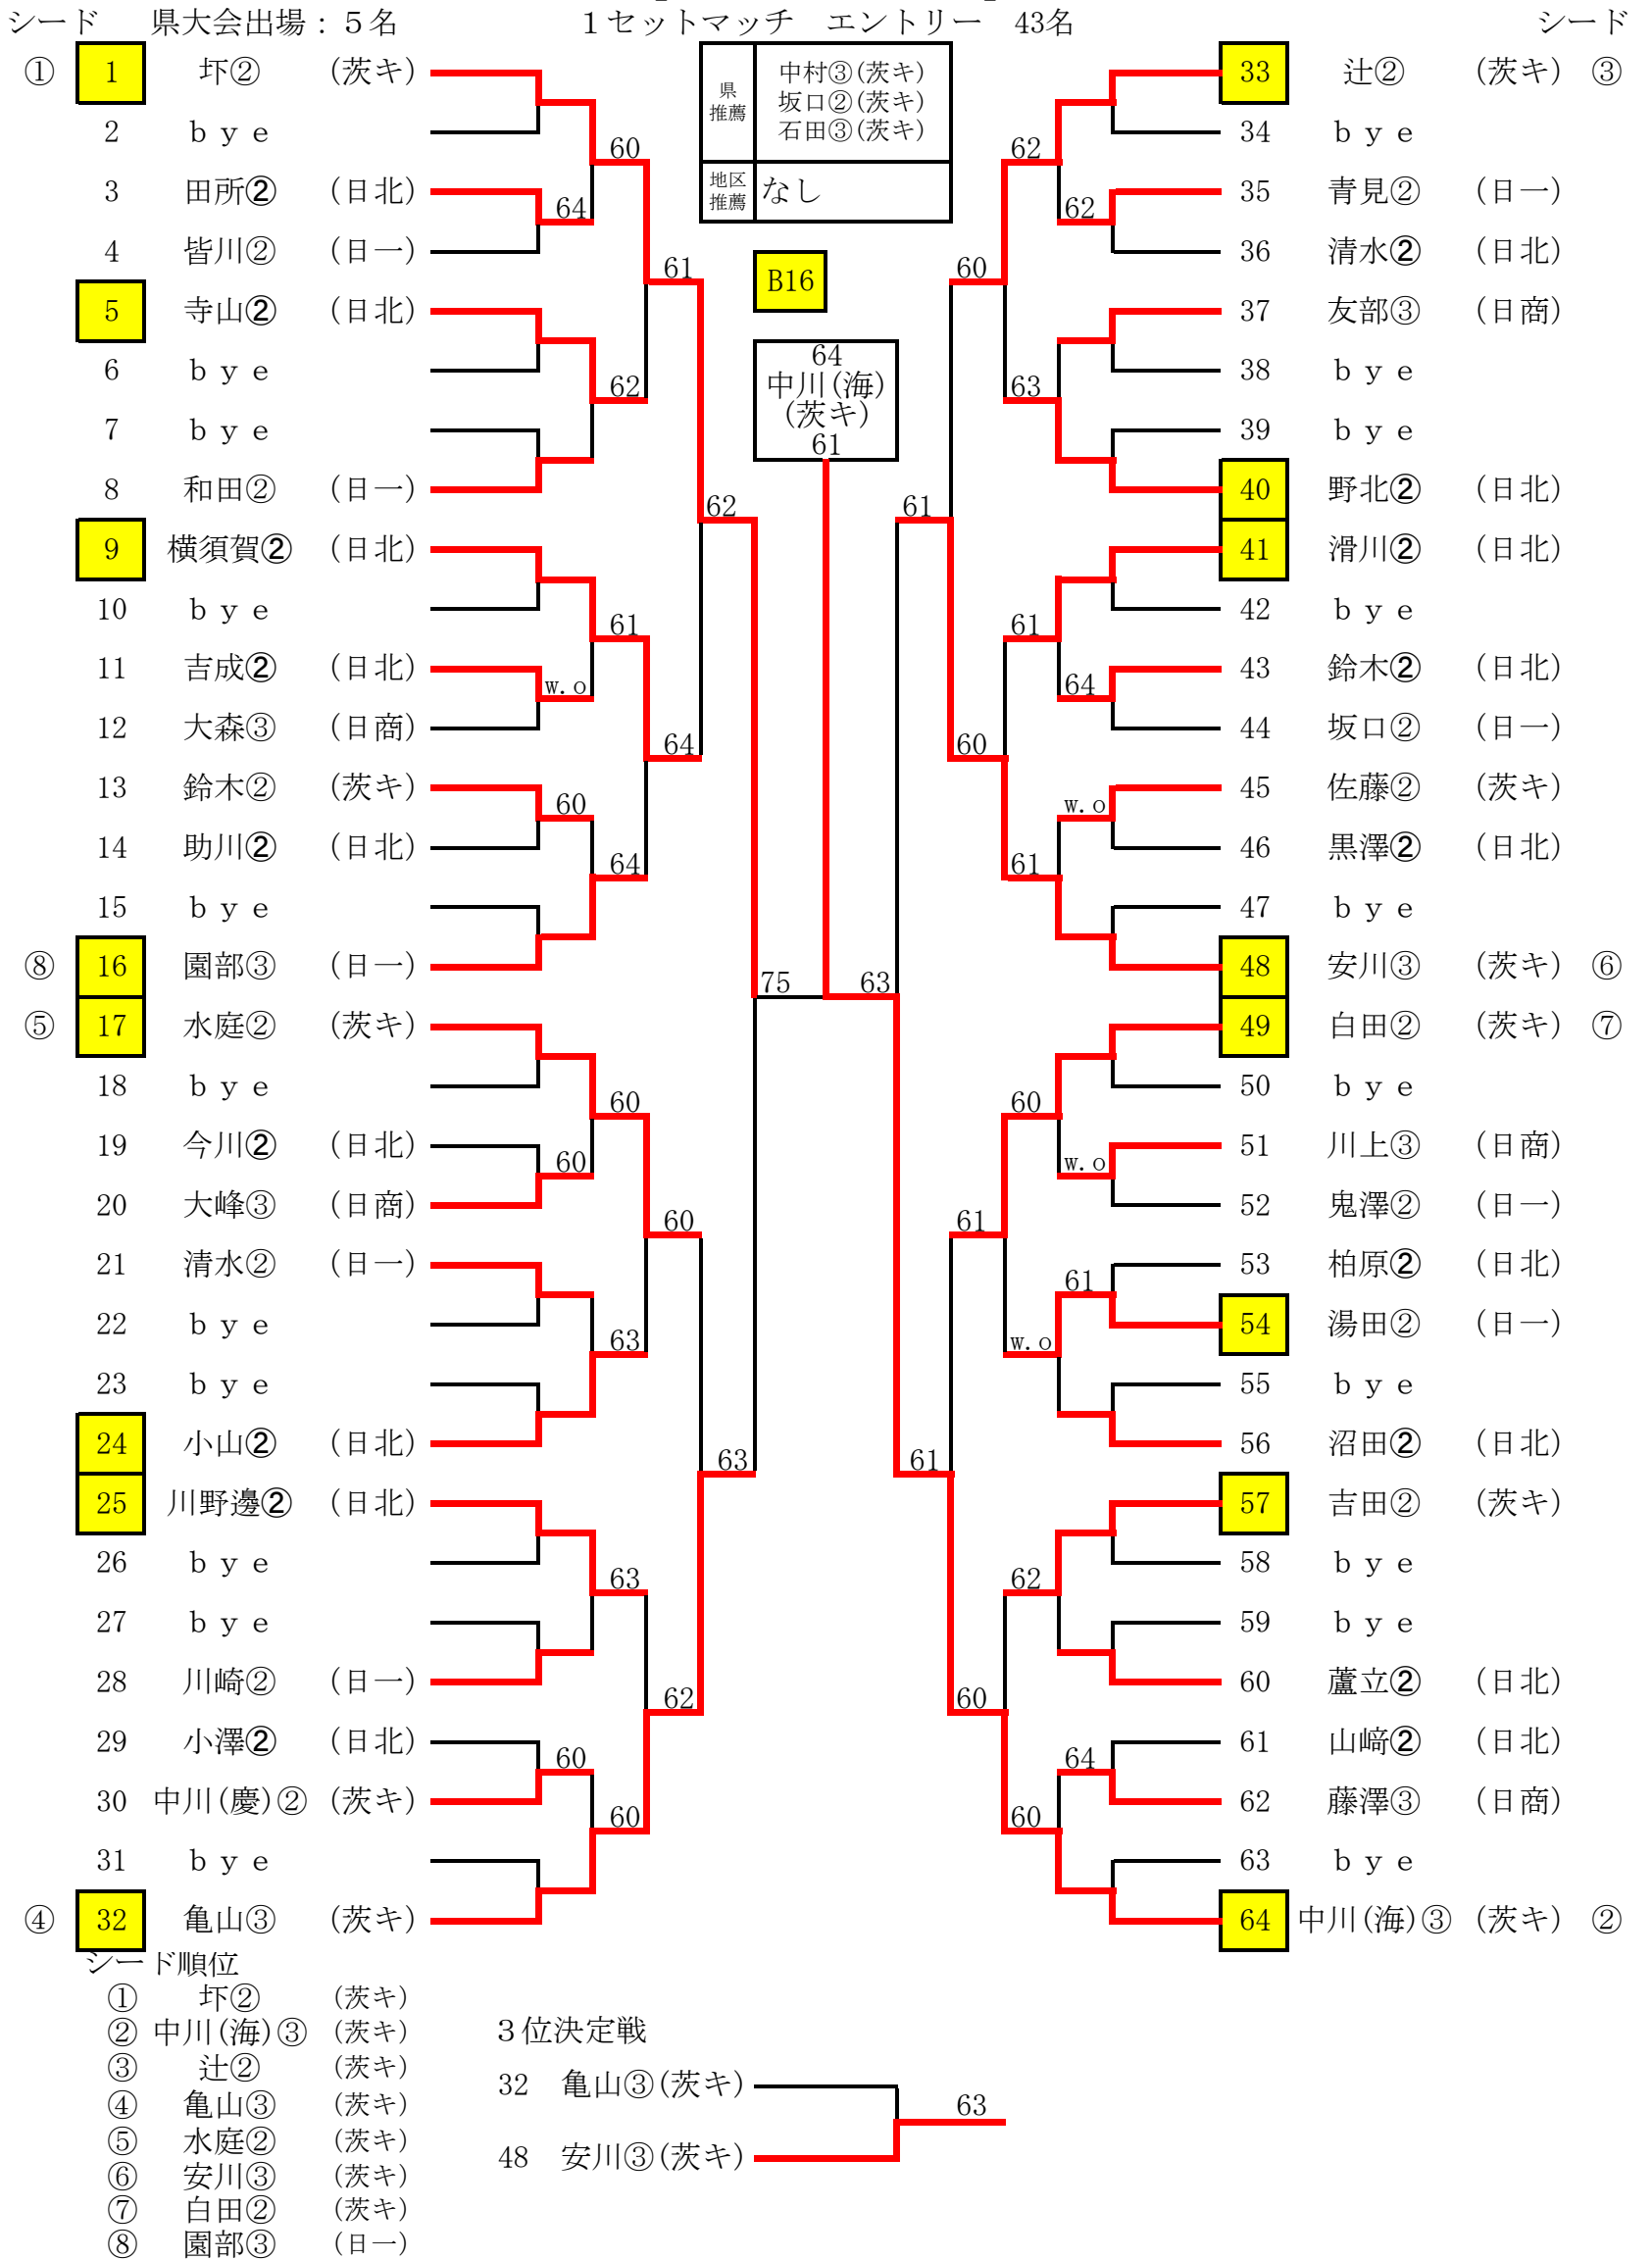 シード 県大会出場：５名 １セットマッチ エントリー 43名 シード
県推薦 中村③(茨キ)
坂口②(茨キ)
石田③(茨キ)
地区推薦 なし
B16
64
中川(海)
(茨キ)
61
① 1 圷② (茨キ)
2 ｂｙｅ
60
3 田所② (日北)
64
4 皆川② (日一)
61
5 寺山② (日北)
6 ｂｙｅ
62
7 ｂｙｅ
8 和田② (日一)
62
9 横須賀② (日北)
10 ｂｙｅ
61
11 吉成② (日北)
w.o
12 大森③ (日商)
64
13 鈴木② (茨キ)
60
14 助川② (日北)
64
15 ｂｙｅ
⑧ 16 園部③ (日一)
75
⑤ 17 水庭② (茨キ)
18 ｂｙｅ
60
19 今川② (日北)
60
20 大峰③ (日商)
60
21 清水② (日一)
22 ｂｙｅ
63
23 ｂｙｅ
24 小山② (日北)
63
25 川野邊② (日北)
26 ｂｙｅ
63
27 ｂｙｅ
28 川崎② (日一)
62
29 小澤② (日北)
60
30 中川(慶)② (茨キ)
60
31 ｂｙｅ
④ 32 亀山③ (茨キ)
33 辻② (茨キ) ③
34 ｂｙｅ
62
35 青見② (日一)
62
36 清水② (日北)
60
37 友部③ (日商)
38 ｂｙｅ
63
39 ｂｙｅ
40 野北② (日北)
61
41 滑川② (日北)
42 ｂｙｅ
61
43 鈴木② (日北)
64
44 坂口② (日一)
60
45 佐藤② (茨キ)
w.o
46 黒澤② (日北)
61
47 ｂｙｅ
48 安川③ (茨キ) ⑥
63
49 白田② (茨キ) ⑦
50 ｂｙｅ
60
51 川上③ (日商)
w.o
52 鬼澤② (日一)
61
53 柏原② (日北)
61
54 湯田② (日一)
w.o
55 ｂｙｅ
56 沼田② (日北)
61
57 吉田② (茨キ)
58 ｂｙｅ
62
59 ｂｙｅ
60 蘆立② (日北)
60
61 山﨑② (日北)
64
62 藤澤③ (日商)
60
63 ｂｙｅ
64 中川(海)③ (茨キ) ②
シード順位
① 圷② (茨キ)
② 中川(海)③ (茨キ)
③ 辻② (茨キ)
④ 亀山③ (茨キ)
⑤ 水庭② (茨キ)
⑥ 安川③ (茨キ)
⑦ 白田② (茨キ)
⑧ 園部③ (日一)
３位決定戦
32 亀山③(茨キ)
63
48 安川③(茨キ)